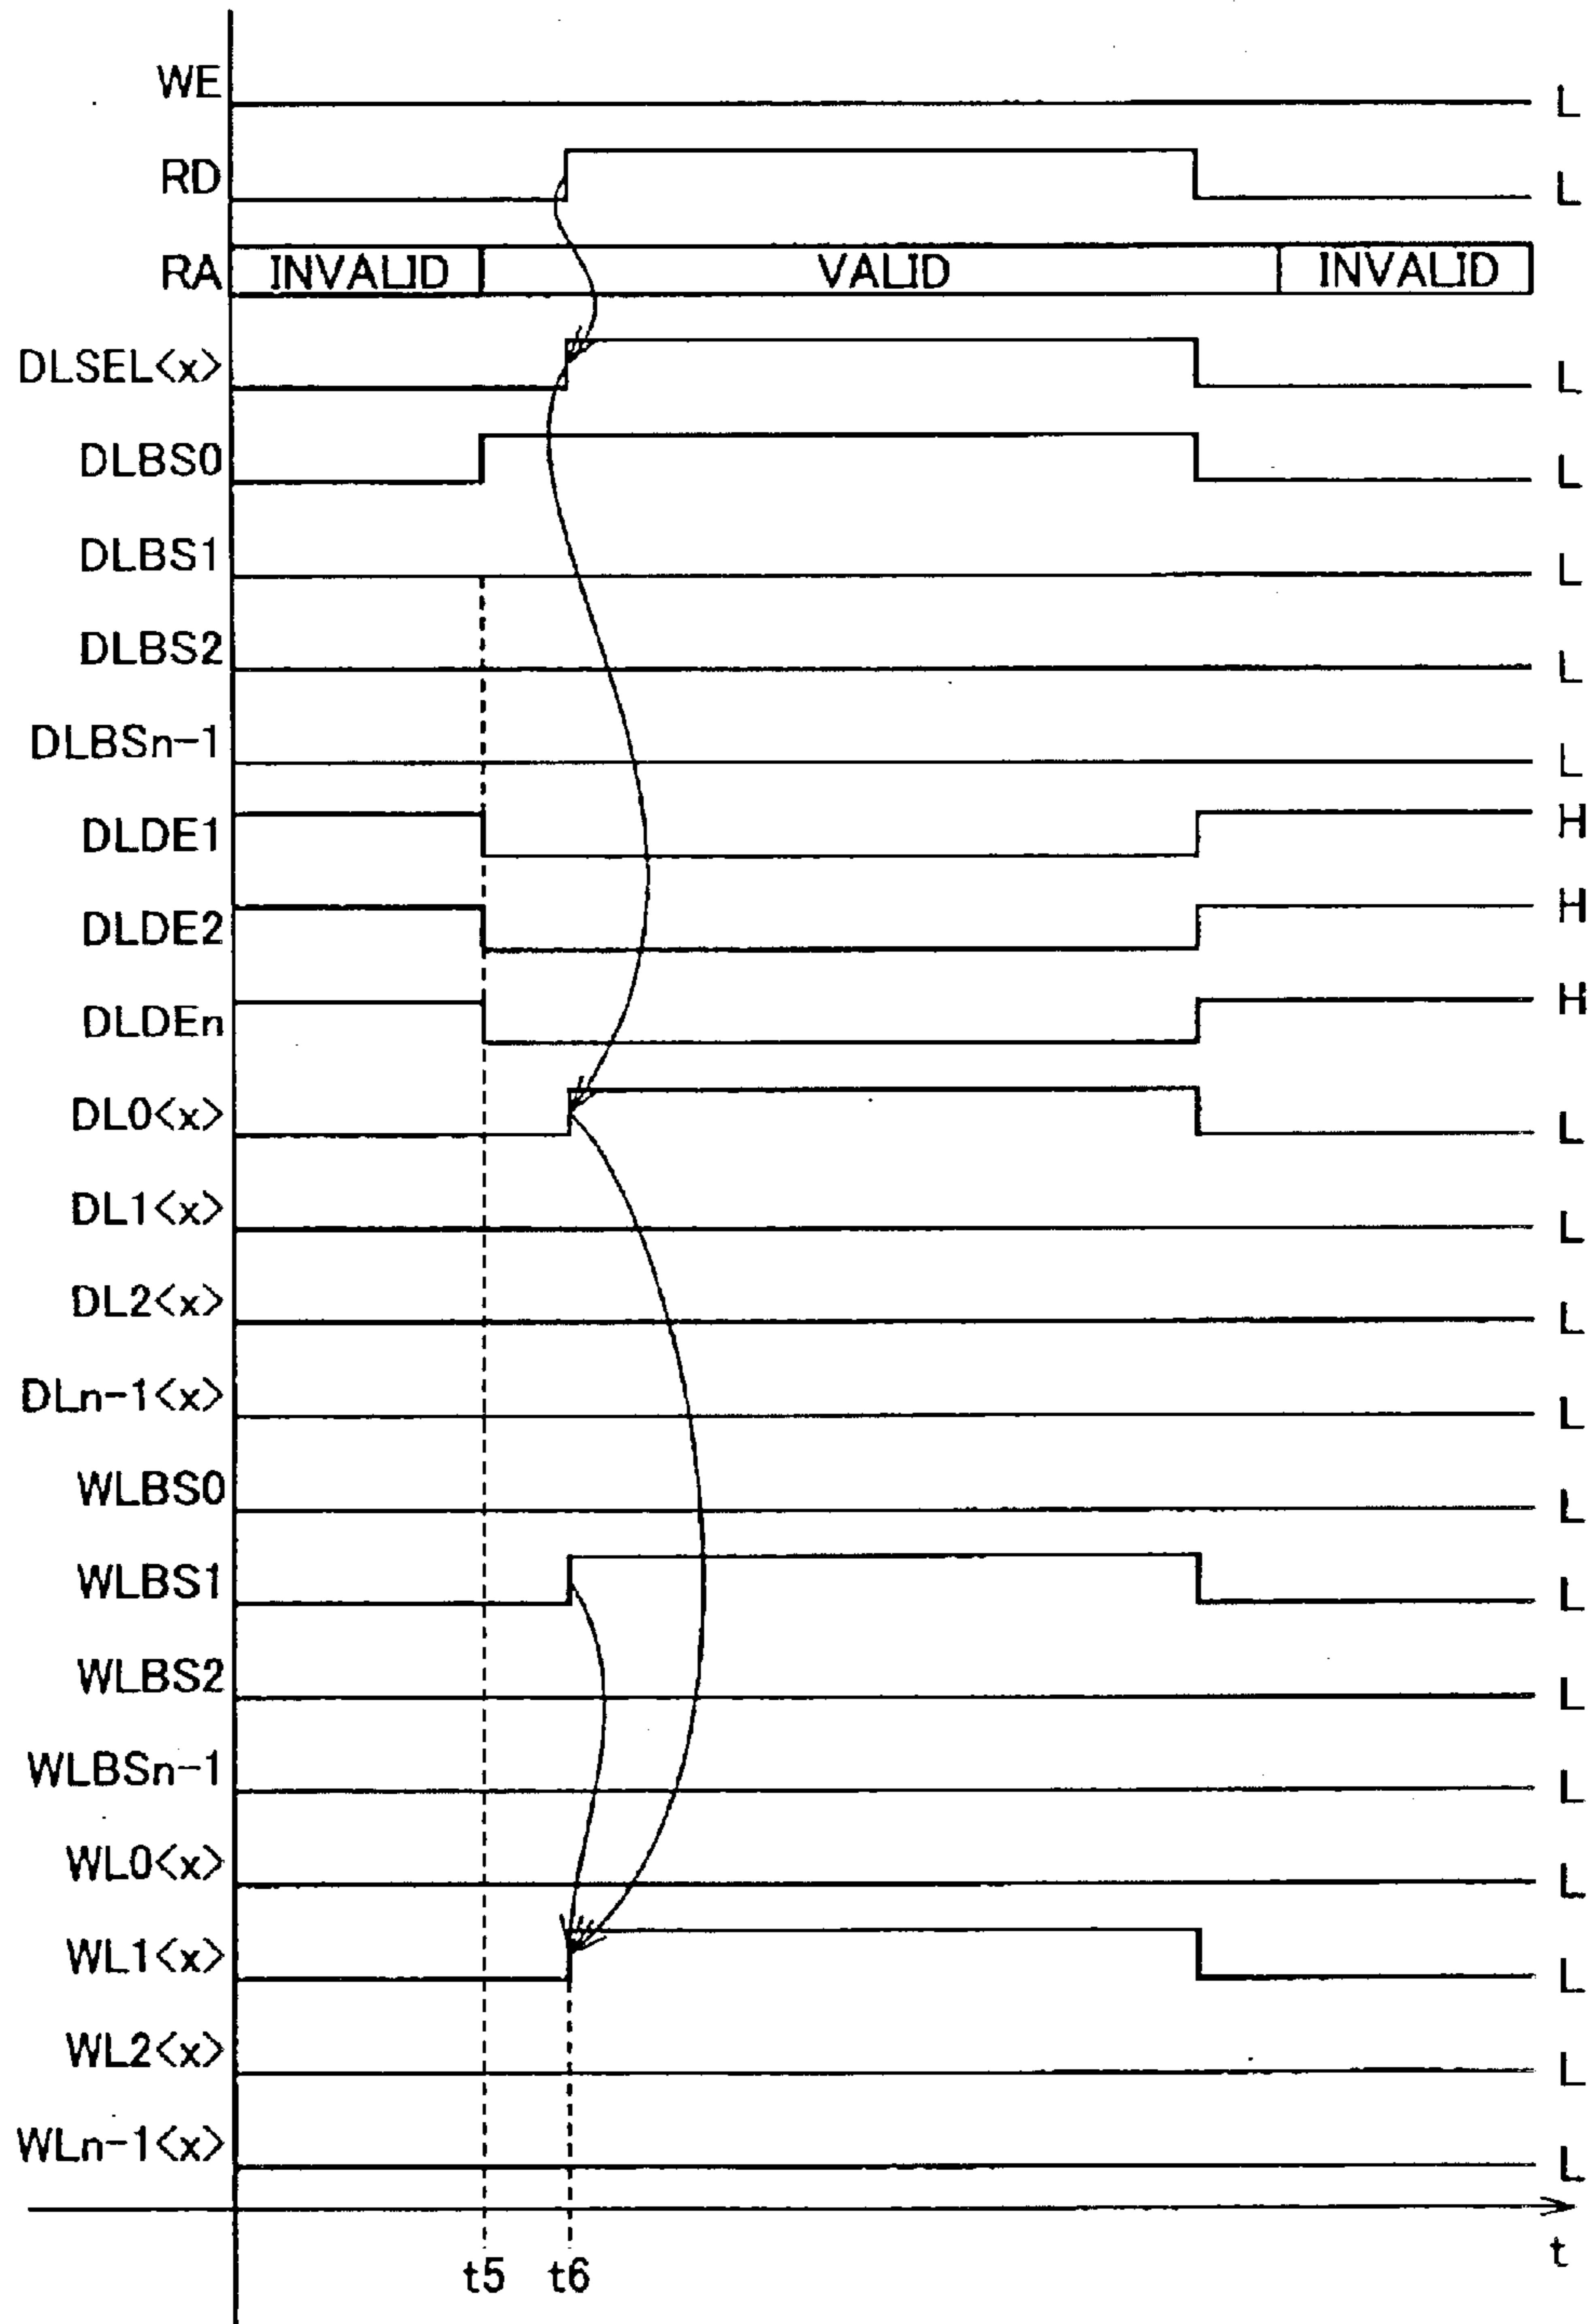 WE L
RD L
RA INVALID VALID INVALID
DLSEL<x> L
DLBS0 L
DLBS1 L
DLBS2 L
DLBSn-1 L
DLDE1 H
DLDE2 H
DLDEn H
DL0<x> L
DL1<x> L
DL2<x> L
DLn-1<x> L
WLBS0 L
WLBS1 L
WLBS2 L
WLBSn-1 L
WL0<x> L
WL1<x> L
WL2<x> L
WLn-1<x> L
t5 t6 t